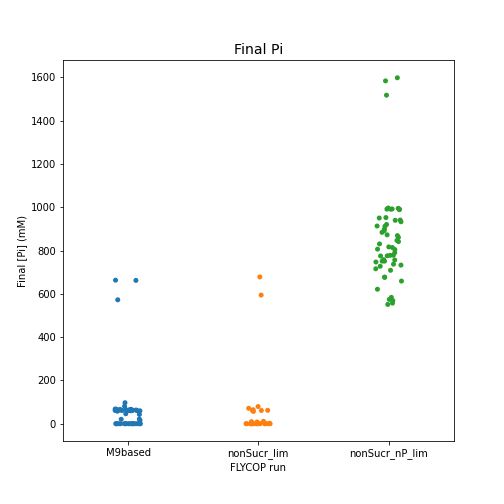 Final Pi
Final [Pi] (mM)
1600
1400
1200
1000
800
600
400
200
0
M9based
nonSucr_lim
nonSucr_nP_lim
FLYCOP run